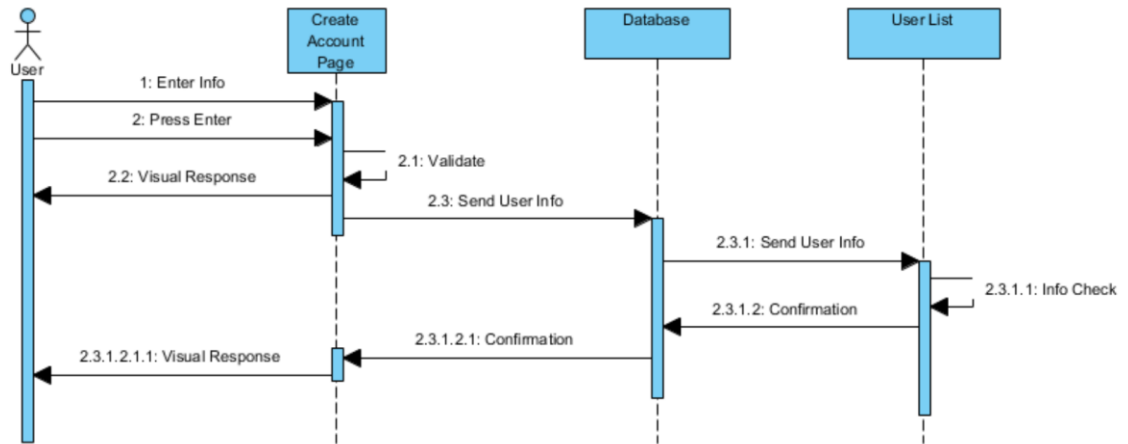 Create
Account
Page
Database
User List
User
1: Enter Info
2: Press Enter
2.1: Validate
2.2: Visual Response
2.3: Send User Info
2.3.1: Send User Info
2.3.1.1: Info Check
2.3.1.2: Confirmation
2.3.1.2.1: Confirmation
2.3.1.2.1.1: Visual Response